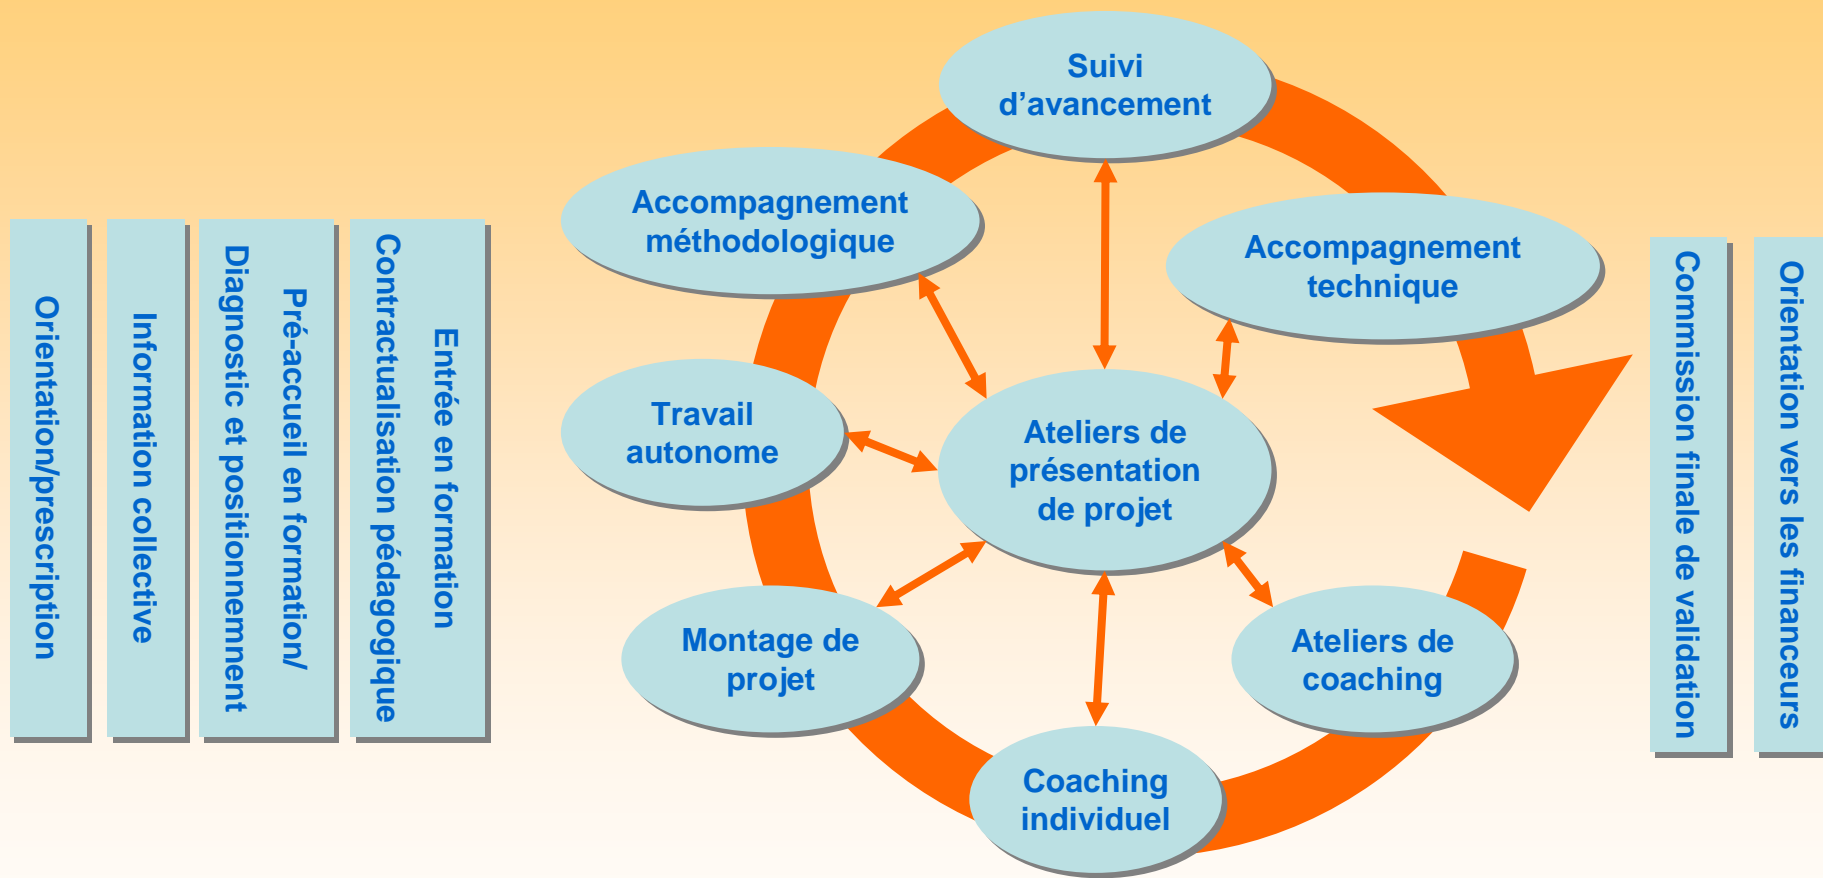 Orientation/prescription
Information collective
Pré-accueil en formation/
Diagnostic et positionnement
Entrée en formation
Contractualisation pédagogique
Suivi
d’avancement
Accompagnement
méthodologique
Accompagnement
technique
Travail
autonome
Ateliers de
présentation
de projet
Montage de
projet
Ateliers de
coaching
Coaching
individuel
Commission finale de validation
Orientation vers les financeurs